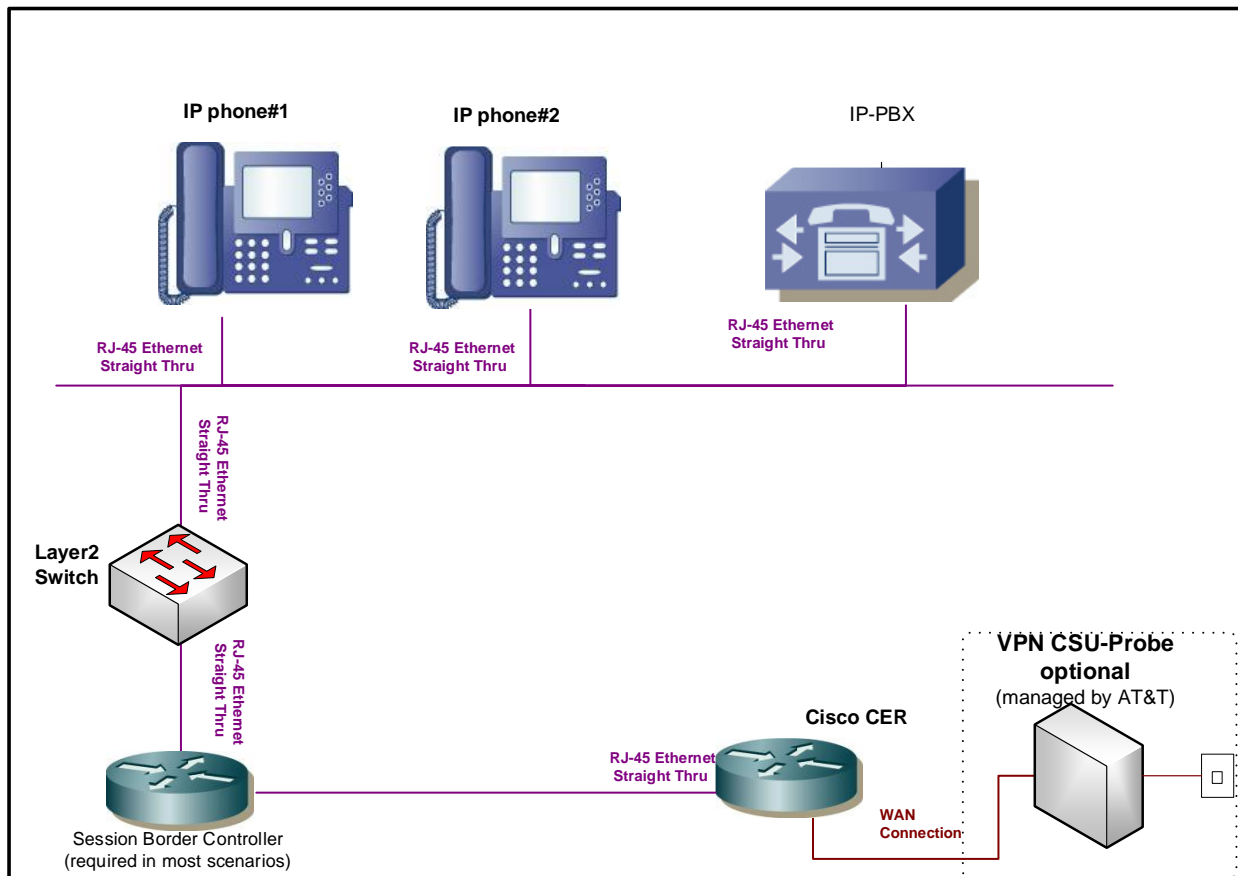 IP phone#1
IP phone#2
IP-PBX
RJ-45 Ethernet
Straight Thru
RJ-45 Ethernet
Straight Thru
RJ-45 Ethernet
Straight Thru
RJ-45 Ethernet
Straight Thru
Layer2
Switch
RJ-45 Ethernet
Straight Thru
VPN CSU-Probe
optional
(managed by AT&T)
Cisco CER
RJ-45 Ethernet
Straight Thru
WAN
Connection
Session Border Controller
(required in most scenarios)